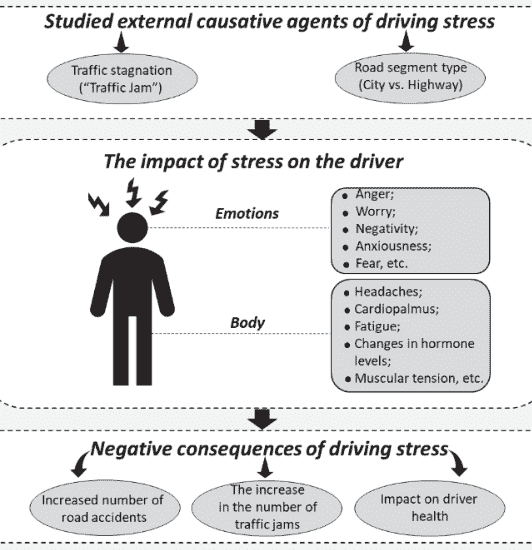 Studied external causative agents of driving stress
Traffic stagnation
("Traffic Jam")
Road segment type
(City vs. Highway)
The impact of stress on the driver
Emotions
● Anger;
● Worry;
● Negativity;
● Anxiousness;
● Fear, etc.
Body
● Headaches;
● Cardiopalmus;
● Fatigue;
● Changes in hormone
levels;
● Muscular tension, etc.
Negative consequences of driving stress
Increased number of
road accidents
The increase
in the number of
traffic jams
Impact on driver
health